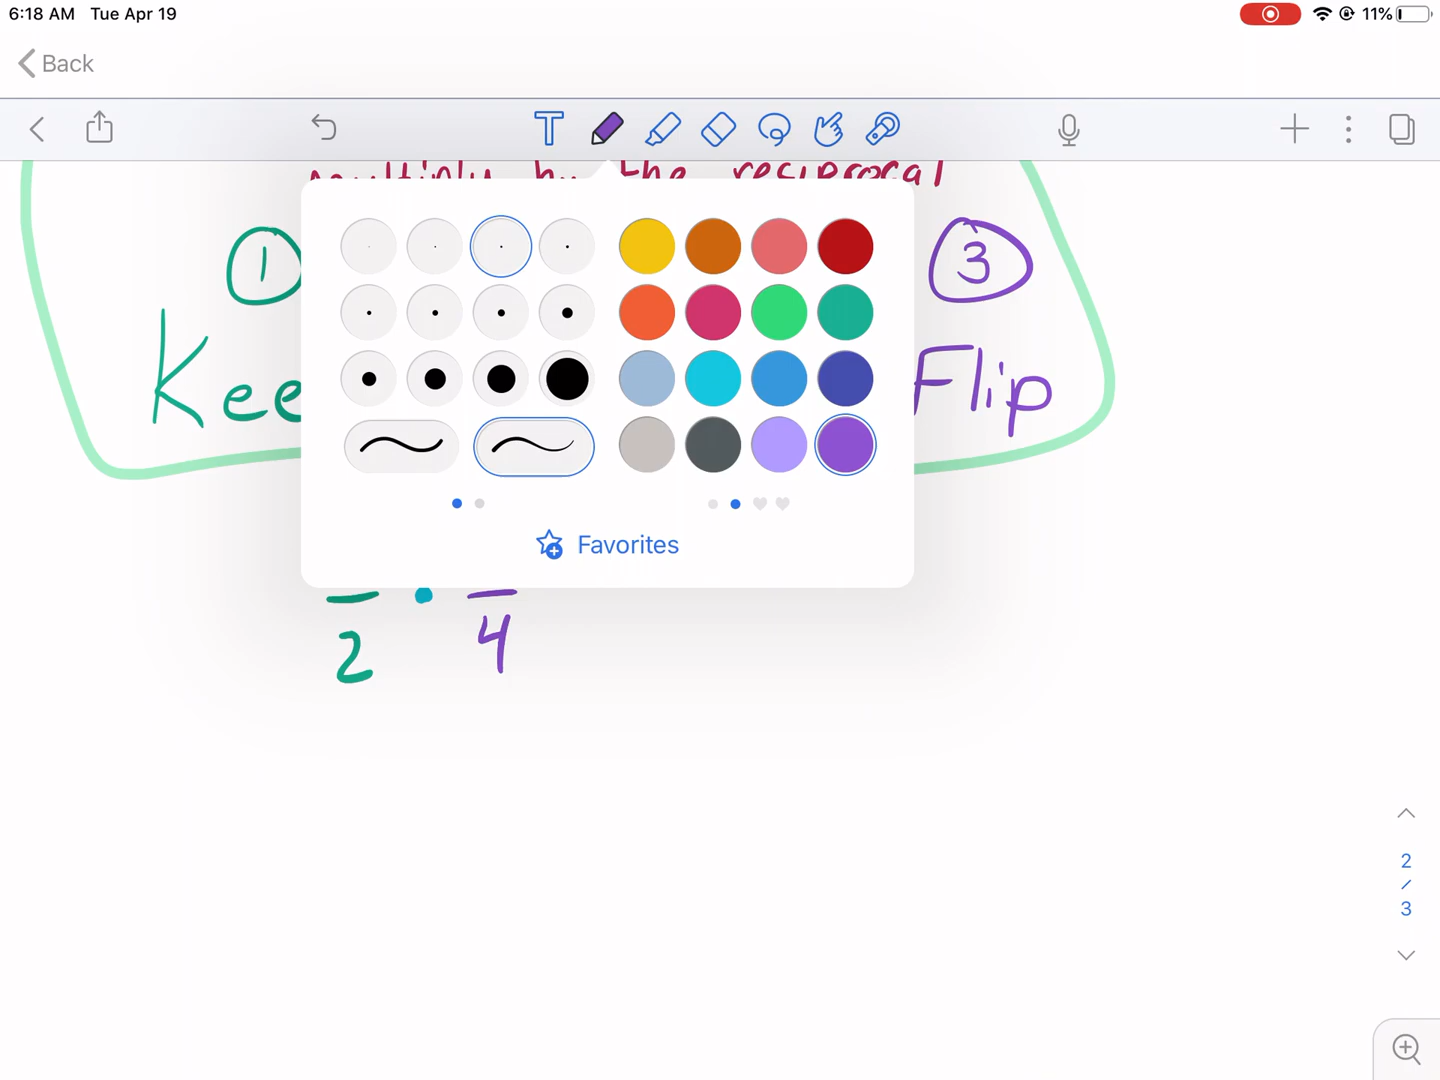 6:18 AM Tue Apr 19
11%
Back
T
Multiply by the reciprocal
1
3
Kee
Flip
Favorites
2 · 4
2
/
3